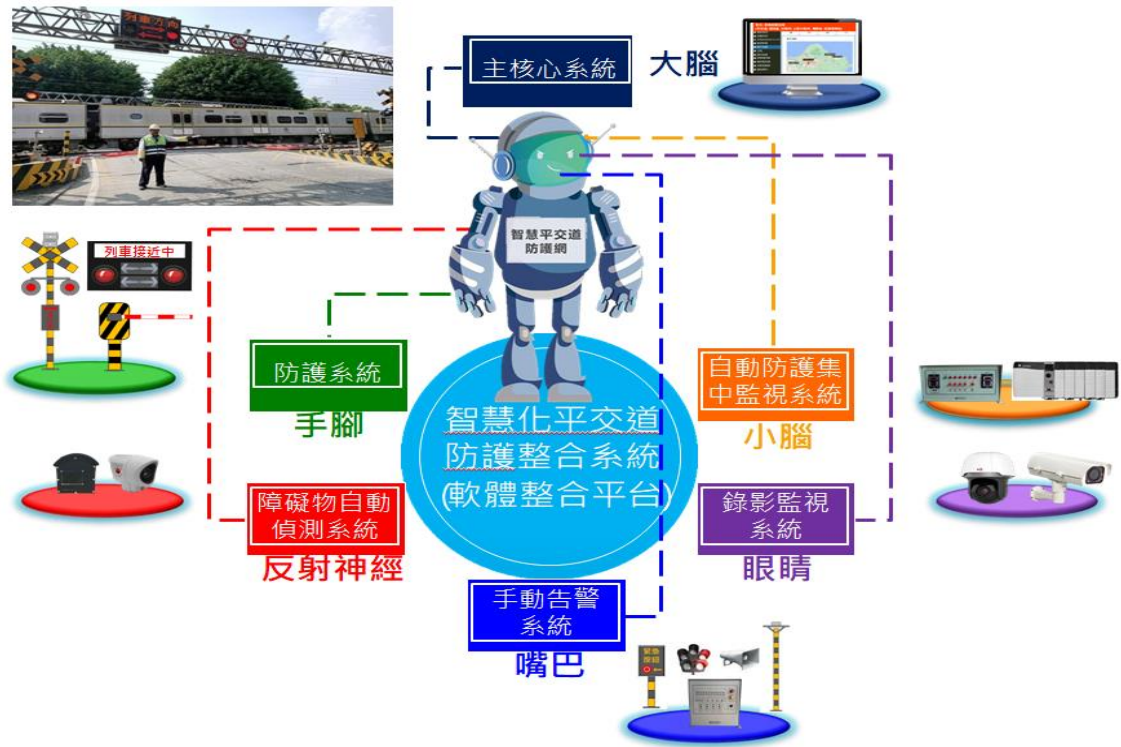 列車方向
主核心系統
大腦
智慧平交道
防護網
列車接近中
防護系統
手腳
自動防護集
中監視系統
小腦
智慧化平交道
防護整合系統
(軟體整合平台)
障礙物自動
偵測系統
反射神經
錄影監視
系統
眼睛
手動告警
系統
嘴巴
緊急
按鈕